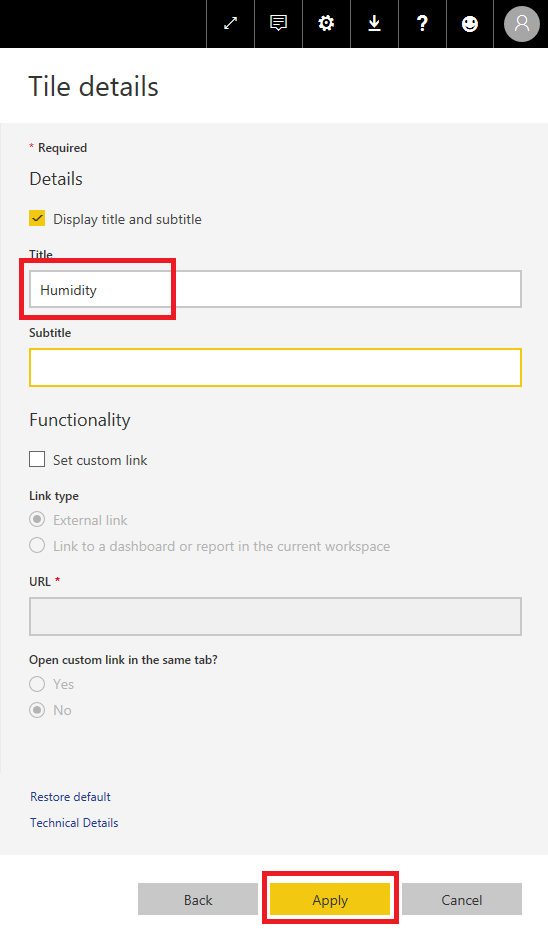 ?
Tile details
* Required
Details
Display title and subtitle
Title
Humidity
Subtitle
Functionality
Set custom link
Link type
External link
Link to a dashboard or report in the current workspace
URL *
Open custom link in the same tab?
Yes
No
Restore default
Technical Details
Back Apply Cancel